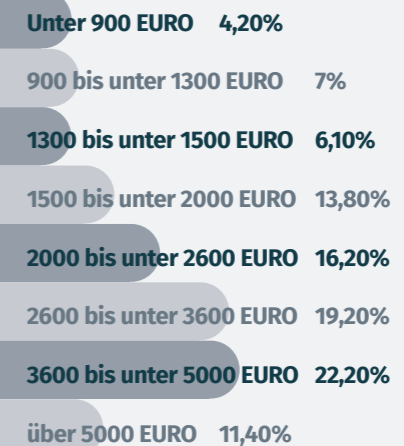 Unter 900 EURO 4,20%
900 bis unter 1300 EURO 7%
1300 bis unter 1500 EURO 6,10%
1500 bis unter 2000 EURO 13,80%
2000 bis unter 2600 EURO 16,20%
2600 bis unter 3600 EURO 19,20%
3600 bis unter 5000 EURO 22,20%
über 5000 EURO 11,40%